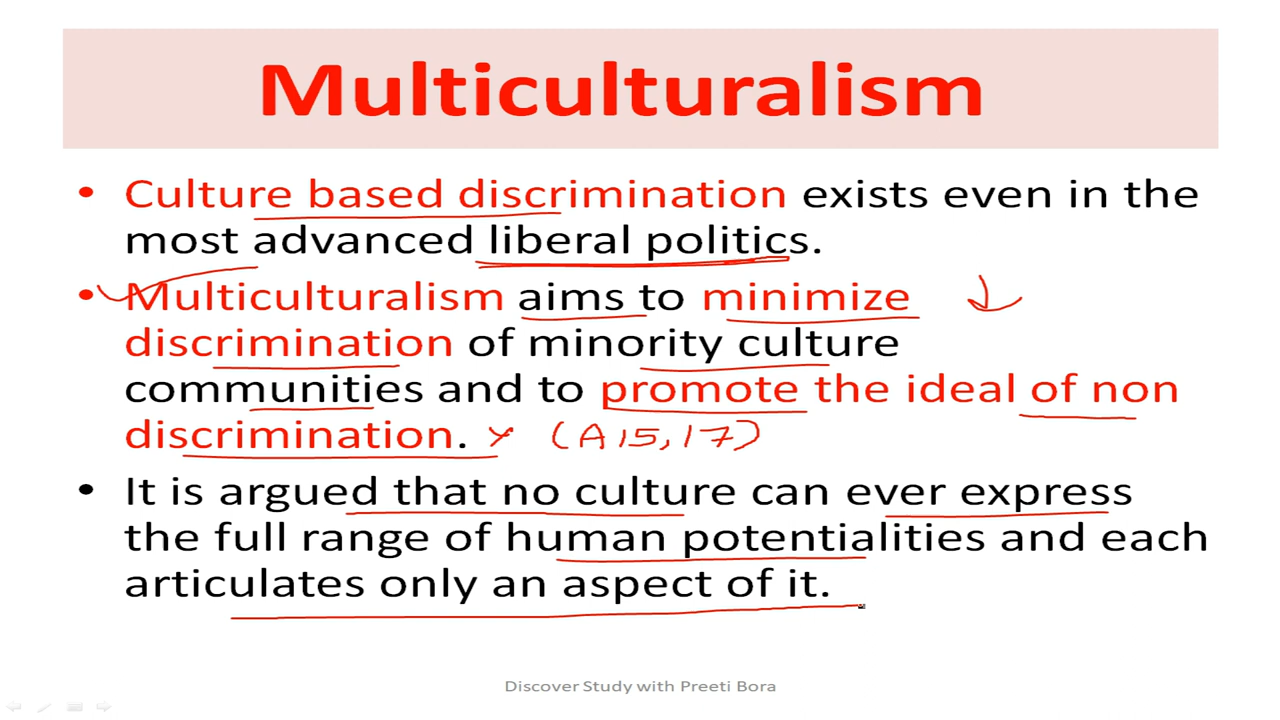 Multiculturalism
• Culture based discrimination exists even in the
most advanced liberal politics.
• Multiculturalism aims to minimize
discrimination of minority culture
communities and to promote the ideal of non
discrimination. (A 15, 17)
• It is argued that no culture can ever express
the full range of human potentialities and each
articulates only an aspect of it.
Discover Study with Preeti Bora